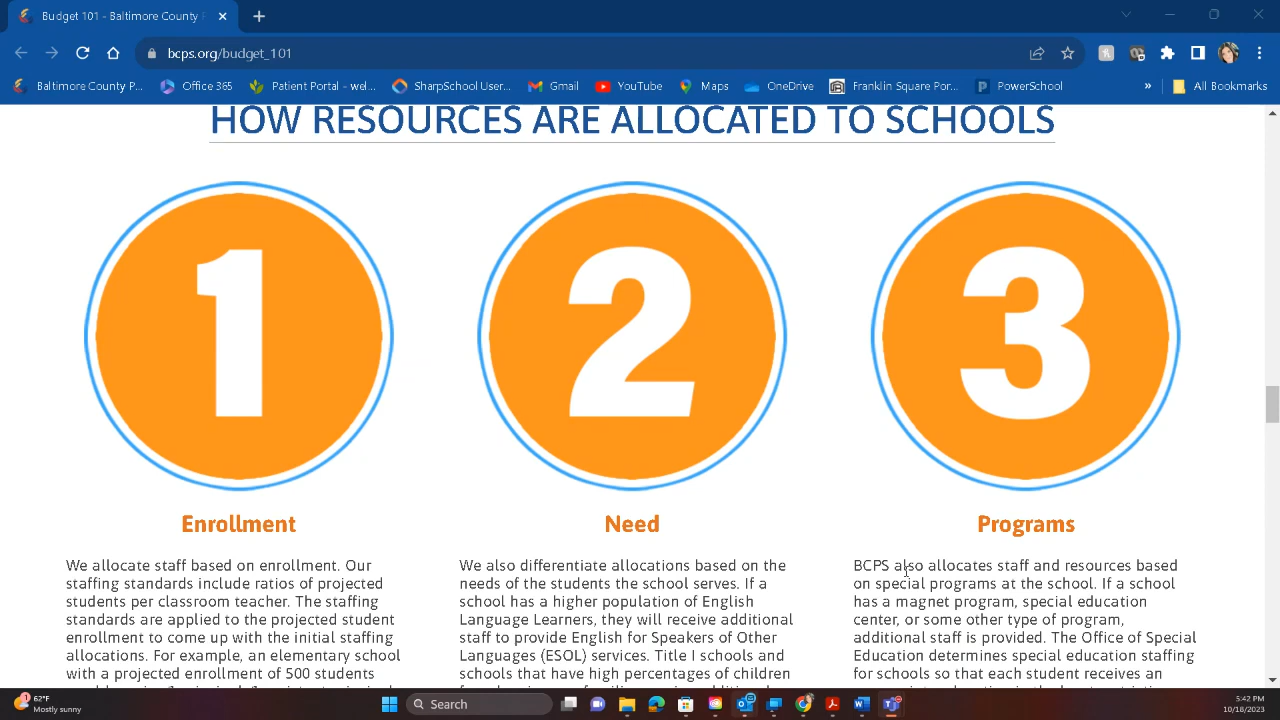 Budget 101 - Baltimore County
bcps.org/budget_101
Baltimore County P... Office 365 Patient Portal - wel... SharpSchool User... Gmail YouTube Maps OneDrive Franklin Square Por... PowerSchool » All Bookmarks
HOW RESOURCES ARE ALLOCATED TO SCHOOLS
1 2 3
Enrollment
We allocate staff based on enrollment. Our
staffing standards include ratios of projected
students per classroom teacher. The staffing
standards are applied to the projected student
enrollment to come up with the initial staffing
allocations. For example, an elementary school
with a projected enrollment of 500 students
Need
We also differentiate allocations based on the
needs of the students the school serves. If a
school has a higher population of English
Language Learners, they will receive additional
staff to provide English for Speakers of Other
Languages (ESOL) services. Title I schools and
schools that have high percentages of children
Programs
BCPS also allocates staff and resources based
on special programs at the school. If a school
has a magnet program, special education
center, or some other type of program,
additional staff is provided. The Office of Special
Education determines special education staffing
for schools so that each student receives an
1
62°F
Mostly sunny
Search
5:42 PM
10/18/2023